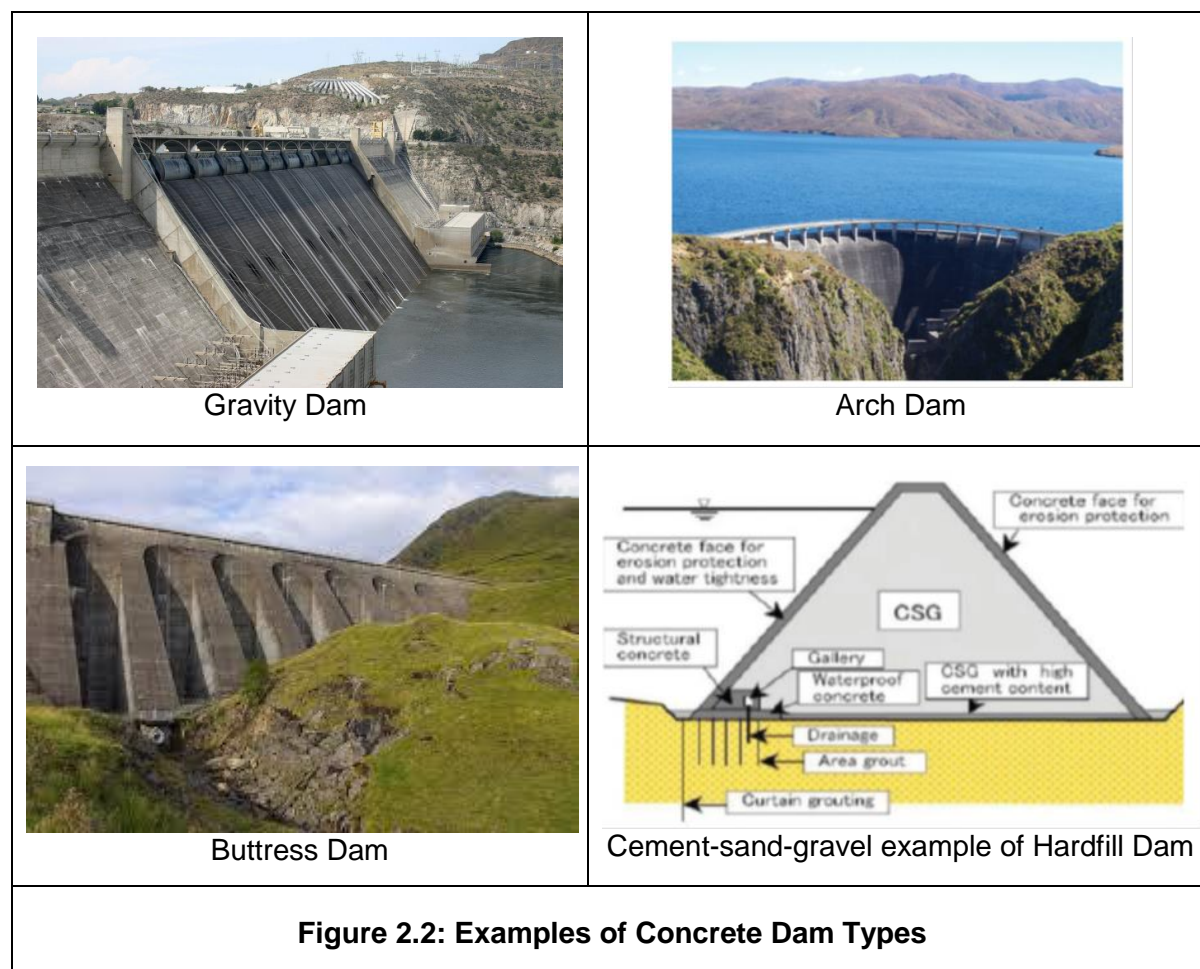 Gravity Dam
Arch Dam
Buttress Dam
Concrete face for
erosion protection
Concrete face for
erosion protection
and water tightness
CSG
Structural
concrete
Gallery
Waterproof
concrete
CSG with high
cement content
Drainage
Area grout
Curtain grouting
Cement-sand-gravel example of Hardfill Dam
Figure 2.2: Examples of Concrete Dam Types